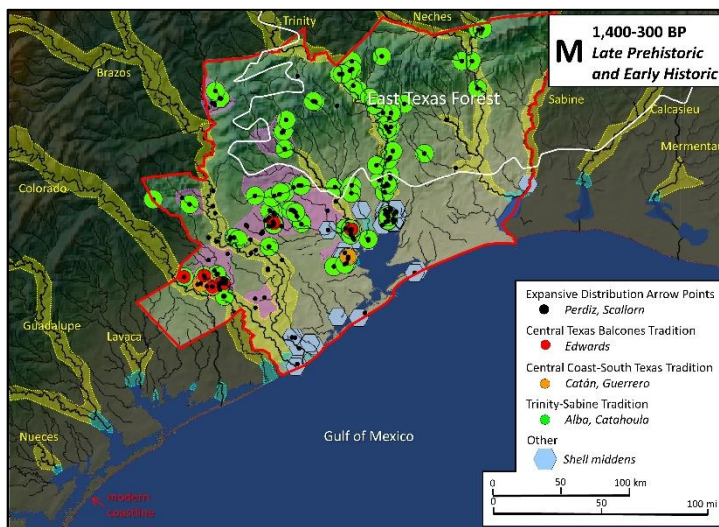 M
1,400-300 BP
Late Prehistoric
and Early Historic
Trinity
Neches
Brazos
East Texas Forest
Sabine
Calcasieu
Mermentau
Colorado
Guadalupe
Lavaca
Nueces
Gulf of Mexico
modern
coastline
Expansive Distribution Arrow Points
Perdiz, Scallorn
Central Texas Balcones Tradition
Edwards
Central Coast-South Texas Tradition
Catán, Guerrero
Trinity-Sabine Tradition
Alba, Catahoula
Other
Shell middens
0 50 100 km
0 50 100 mi